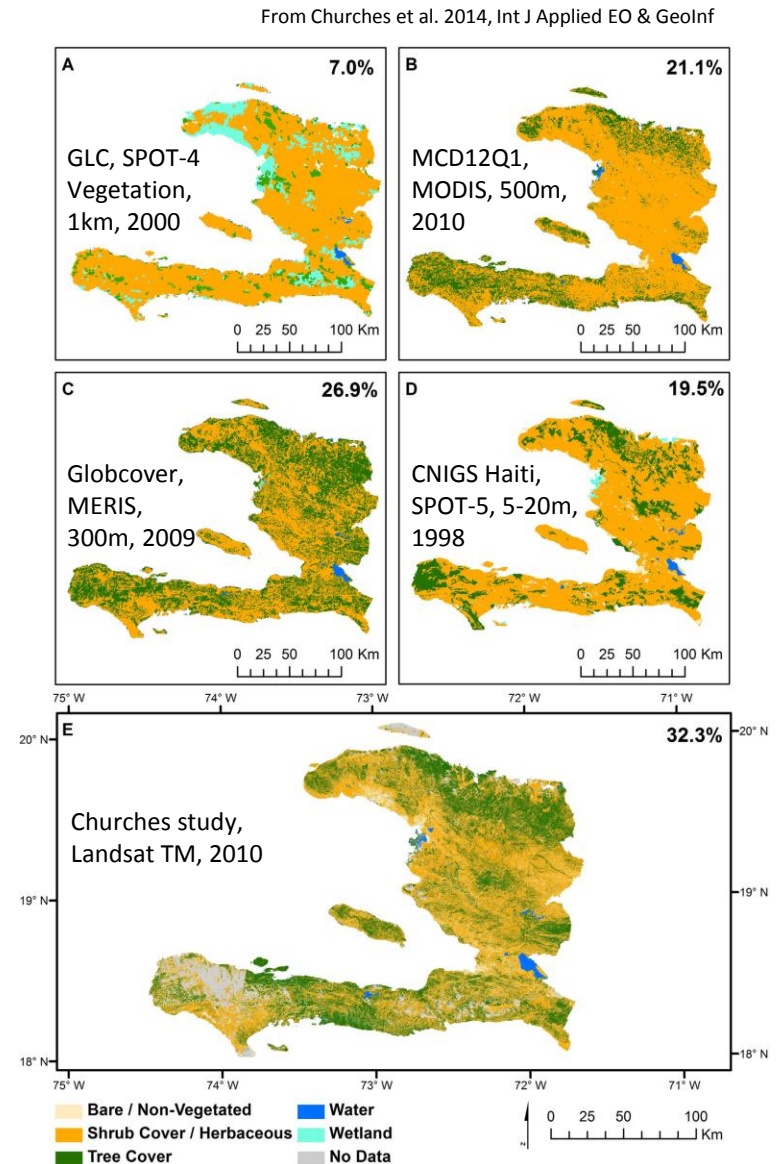 From Churches et al. 2014, Int J Applied EO & GeoInf
A
7.0%
GLC, SPOT-4
Vegetation,
1km, 2000
0 25 50 100 Km
B
21.1%
MCD12Q1,
MODIS, 500m,
2010
0 25 50 100 Km
C
26.9%
Globcover,
MERIS,
300m, 2009
0 25 50 100 Km
D
19.5%
CNIGS Haiti,
SPOT-5, 5-20m,
1998
0 25 50 100 Km
75° W 74° W 73° W 72° W 71° W
E
32.3%
20° N
20° N
Churches study,
Landsat TM, 2010
19° N
19° N
18° N
18° N
75° W 74° W 73° W 72° W 71° W
Bare / Non-Vegetated
Shrub Cover / Herbaceous
Tree Cover
Water
Wetland
No Data
z
0 25 50 100
Km